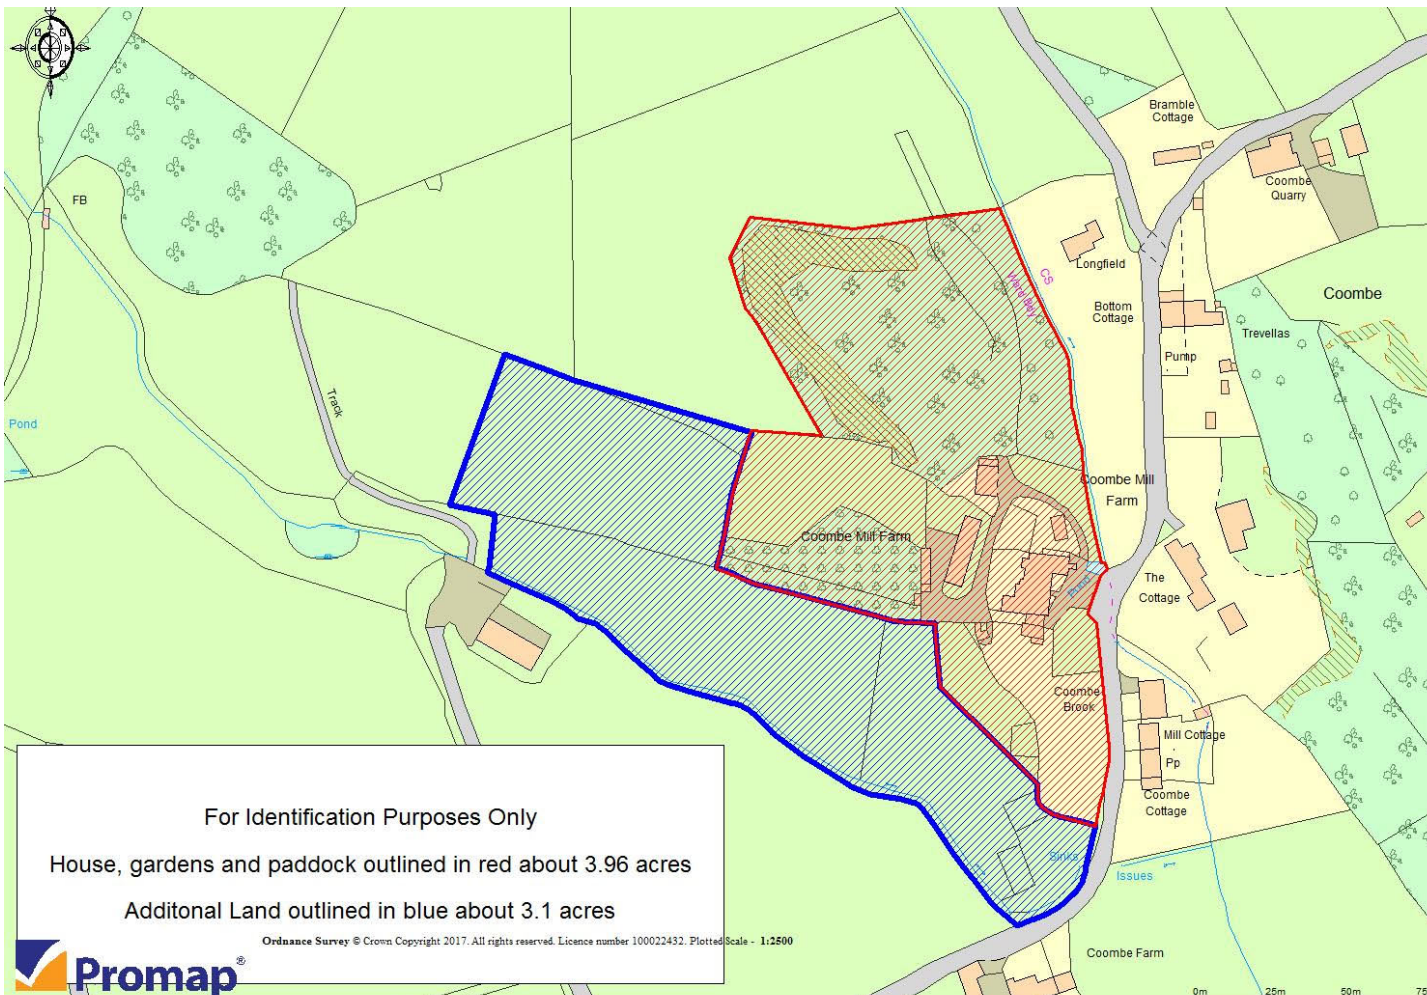 Bramble
Cottage
Coombe
Quarry
FB
Longfield
CS
Ward Bdy
Coombe
Bottom
Cottage
Trevellas
Pump
Track
Pond
Coombe Mill
Farm
Coombe Mill Farm
Pond
The
Cottage
Coombe
Brook
Mill Cottage
Pp
Coombe
Cottage
Sinks
Issues
Coombe Farm
For Identification Purposes Only
House, gardens and paddock outlined in red about 3.96 acres
Additonal Land outlined in blue about 3.1 acres
Ordnance Survey © Crown Copyright 2017. All rights reserved. Licence number 100022432. Plotted Scale - 1:2500
Promap®
0m 25m 50m